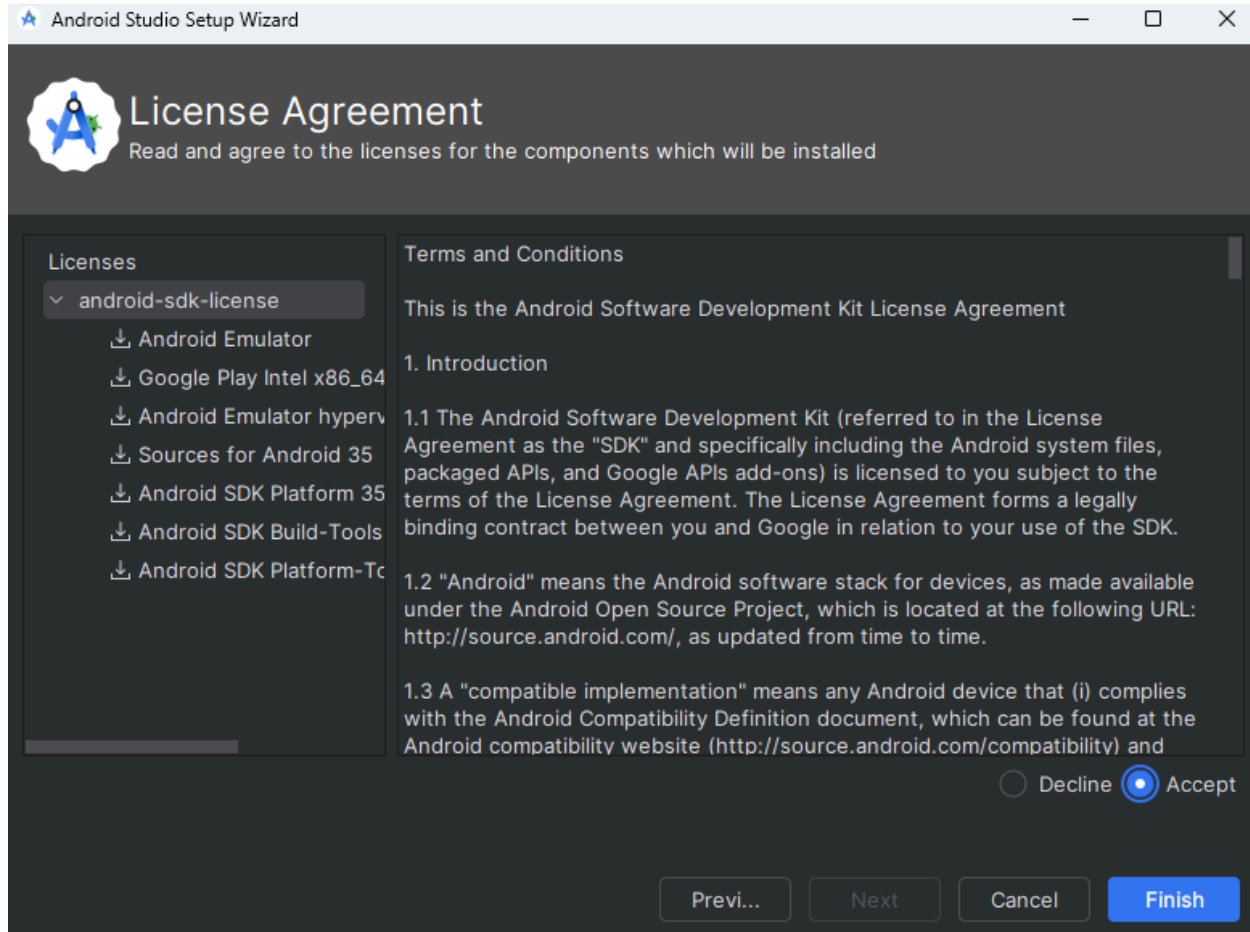 Android Studio Setup Wizard
License Agreement
Read and agree to the licenses for the components which will be installed
Licenses
android-sdk-license
Android Emulator
Google Play Intel x86_64
Android Emulator hyperv
Sources for Android 35
Android SDK Platform 35
Android SDK Build-Tools
Android SDK Platform-To
Terms and Conditions
This is the Android Software Development Kit License Agreement
1. Introduction
1.1 The Android Software Development Kit (referred to in the License
Agreement as the "SDK" and specifically including the Android system files,
packaged APIs, and Google APIs add-ons) is licensed to you subject to the
terms of the License Agreement. The License Agreement forms a legally
binding contract between you and Google in relation to your use of the SDK.
1.2 "Android" means the Android software stack for devices, as made available
under the Android Open Source Project, which is located at the following URL:
http://source.android.com/, as updated from time to time.
1.3 A "compatible implementation" means any Android device that (i) complies
with the Android Compatibility Definition document, which can be found at the
Android compatibility website (http://source.android.com/compatibility) and
Decline Accept
Previ... Next Cancel Finish